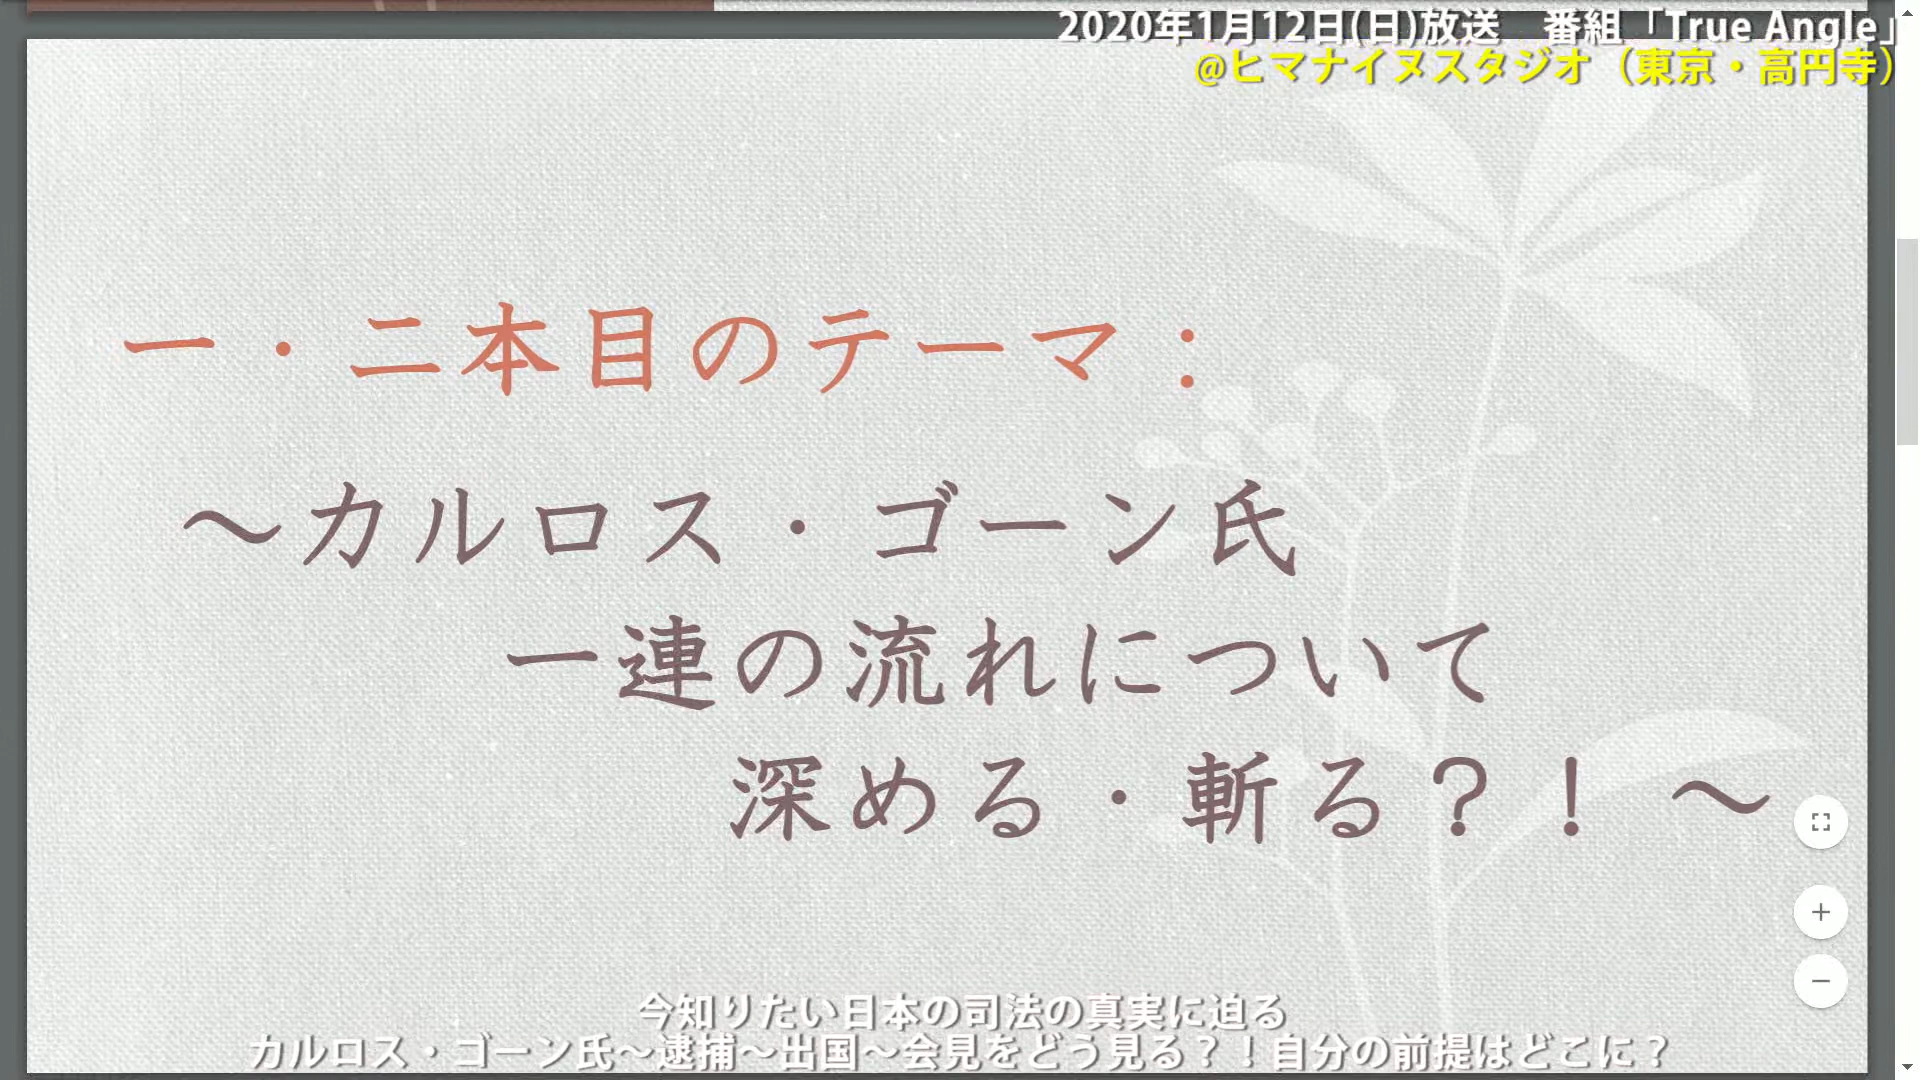 2020年1月12日(日)放送　番組「True Angle」
@ヒマナイヌスタジオ（東京・高円寺）
一・二本目のテーマ：
～カルロス・ゴーン氏
一連の流れについて
深める・斬る？！～
今知りたい日本の司法の真実に迫る
カルロス・ゴーン氏～逮捕～出国～会見をどう見る？！自分の前提はどこに？